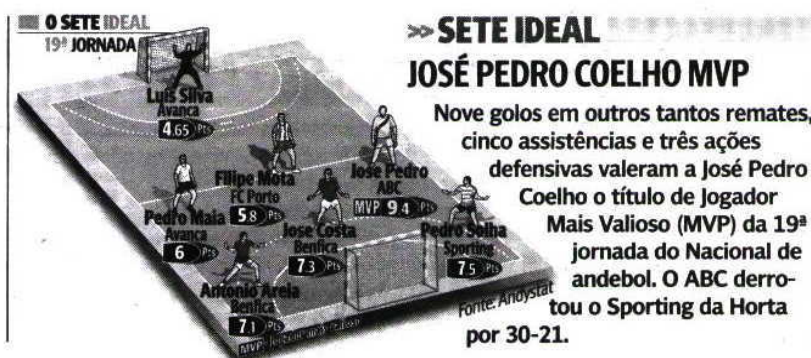 O SETE IDEAL
19ª JORNADA
Luis Silva
Avanca
4.65 Pts
Filipe Mota
FC Porto
5.8 Pts
José Pedro
ABC
MVP 9.4 Pts
Pedro Maia
Avanca
6 Pts
Jose Costa
Benfica
7.3 Pts
Pedro Solha
Sporting
7.5 Pts
Antonio Areia
Benfica
7.1 Pts
Fonte: Andystat
>> SETE IDEAL
JOSÉ PEDRO COELHO MVP
Nove golos em outros tantos remates,
cinco assistências e três ações
defensivas valeram a José Pedro
Coelho o título de Jogador
Mais Valioso (MVP) da 19ª
jornada do Nacional de
andebol. O ABC derro-
tou o Sporting da Horta
por 30-21.